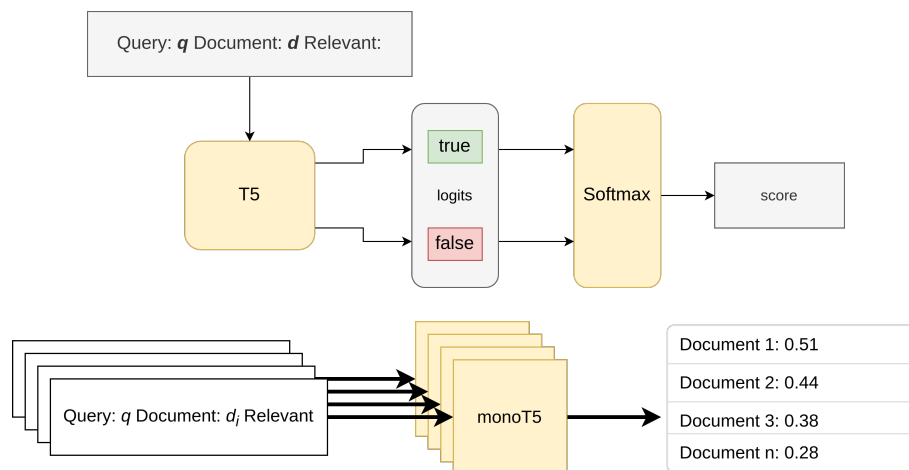 Query: q Document: d Relevant:
T5
true
logits
false
Softmax
score
Query: q Document: di Relevant
monoT5
Document 1: 0.51
Document 2: 0.44
Document 3: 0.38
Document n: 0.28